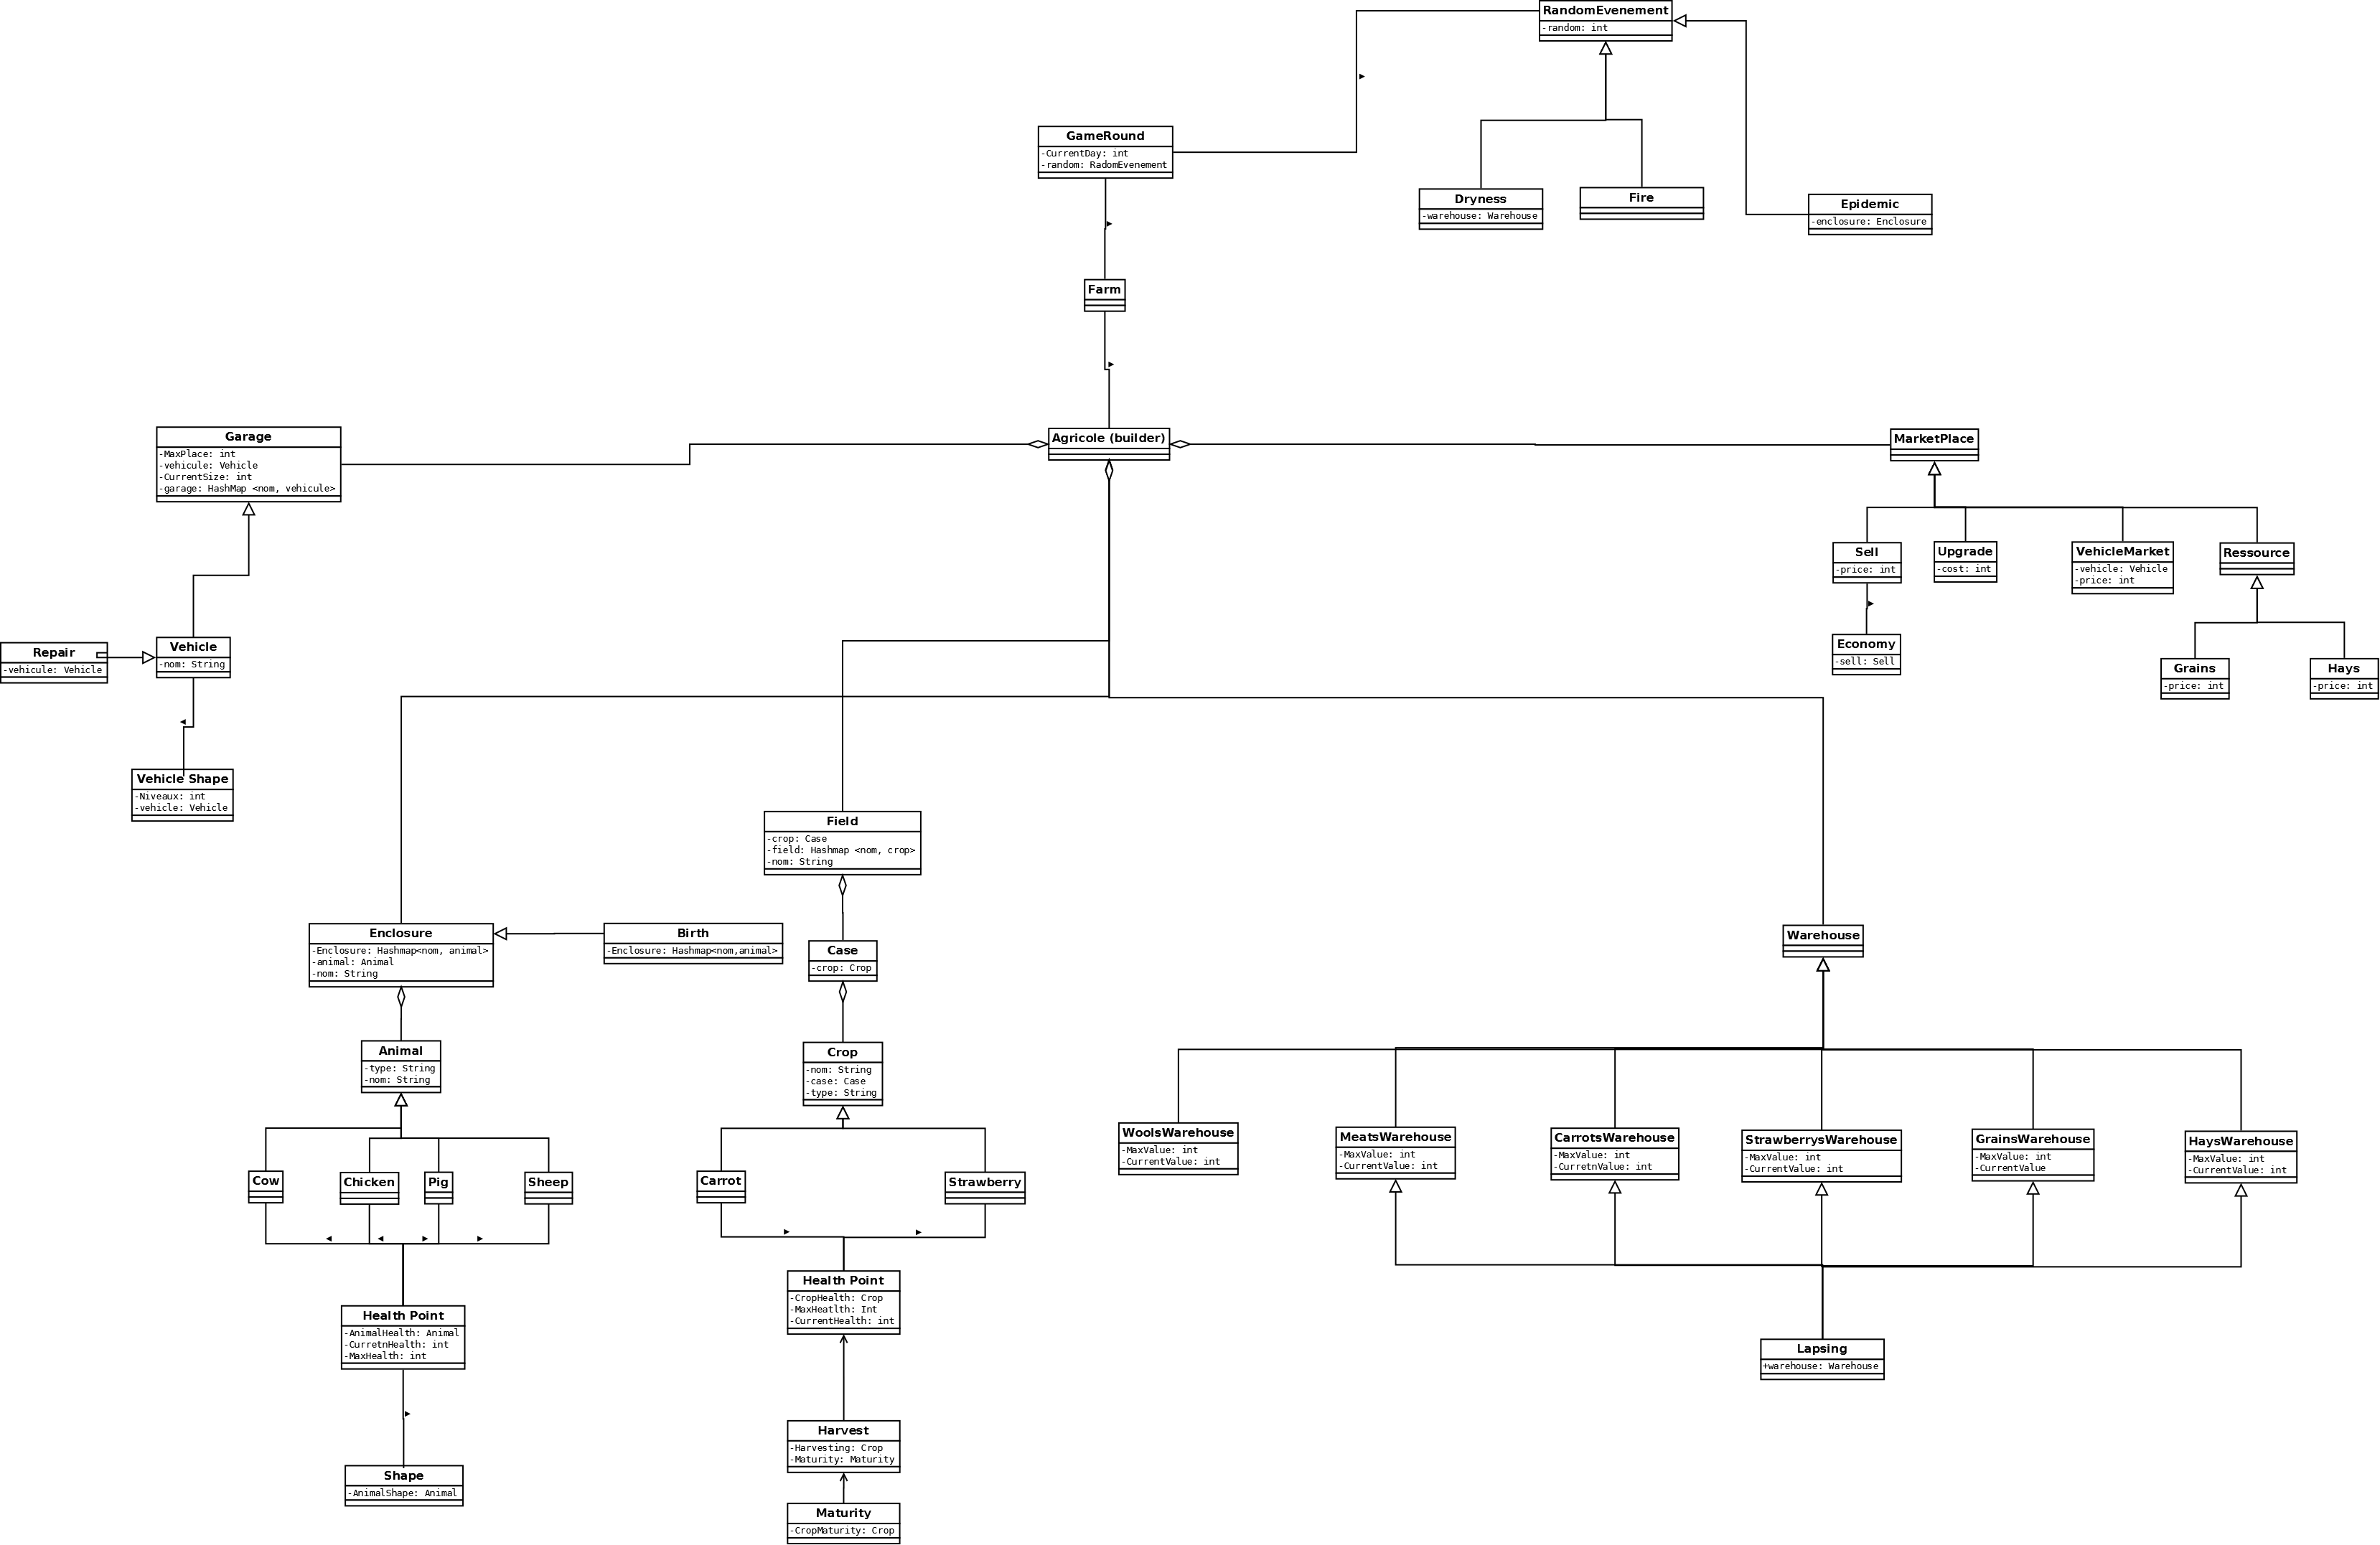 RandomEvenement
-random: int
GameRound
-CurrentDay: int
-random: RadomEvenement
Dryness
-warehouse: Warehouse
Fire
Epidemic
-enclosure: Enclosure
Farm
Garage
-MaxPlace: int
-vehicule: Vehicle
-CurrentSize: int
-garage: HashMap <nom, vehicule>
Agricole (builder)
MarketPlace
Sell
-price: int
Upgrade
-cost: int
VehicleMarket
-vehicle: Vehicle
-price: int
Ressource
Repair
-vehicule: Vehicle
Vehicle
-nom: String
Economy
-sell: Sell
Grains
-price: int
Hays
-price: int
Vehicle Shape
-Niveaux: int
-vehicle: Vehicle
Field
-crop: Case
-field: Hashmap <nom, crop>
-nom: String
Enclosure
-Enclosure: Hashmap<nom, animal>
-animal: Animal
-nom: String
Birth
-Enclosure: Hashmap<nom,animal>
Case
-crop: Crop
Warehouse
Animal
-type: String
-nom: String
Crop
-nom: String
-case: Case
-type: String
WoolsWarehouse
-MaxValue: int
-CurrentValue: int
MeatsWarehouse
-MaxValue: int
-CurrentValue: int
CarrotsWarehouse
-MaxValue: int
-CurretnValue: int
StrawberrysWarehouse
-MaxValue: int
-CurrentValue: int
GrainsWarehouse
-MaxValue: int
-CurrentValue
HaysWarehouse
-MaxValue: int
-CurrentValue: int
Cow
Chicken
Pig
Sheep
Carrot
Strawberry
Health Point
-AnimalHealth: Animal
-CurretnHealth: int
-MaxHealth: int
Health Point
-CropHealth: Crop
-MaxHeatlth: Int
-CurrentHealth: int
Lapsing
+warehouse: Warehouse
Harvest
-Harvesting: Crop
-Maturity: Maturity
Shape
-AnimalShape: Animal
Maturity
-CropMaturity: Crop